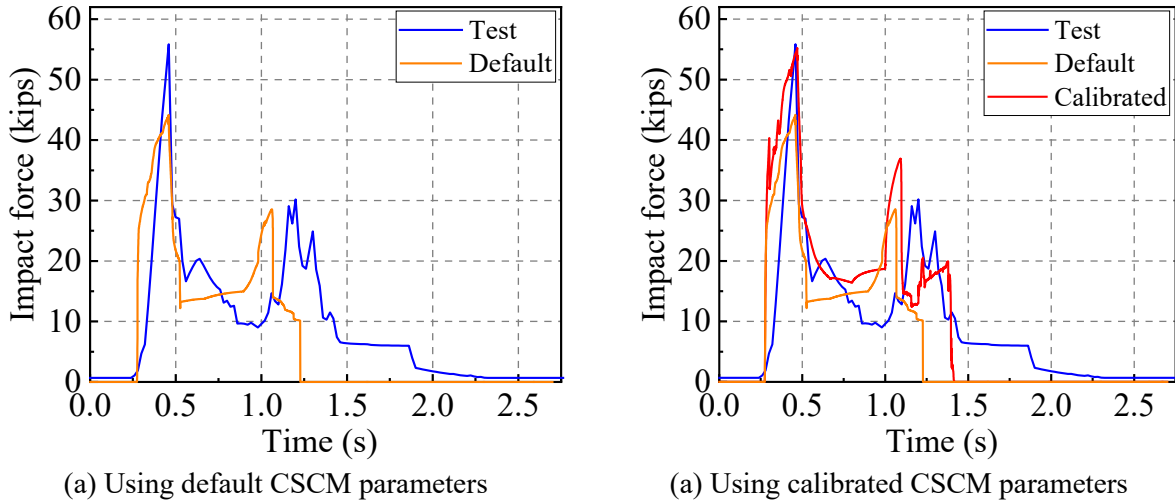 60
50
40
30
20
10
0
Impact force (kips)
0.0 0.5 1.0 1.5 2.0 2.5
Time (s)
Test
Default
(a) Using default CSCM parameters
60
50
40
30
20
10
0
Impact force (kips)
0.0 0.5 1.0 1.5 2.0 2.5
Time (s)
Test
Default
Calibrated
(a) Using calibrated CSCM parameters